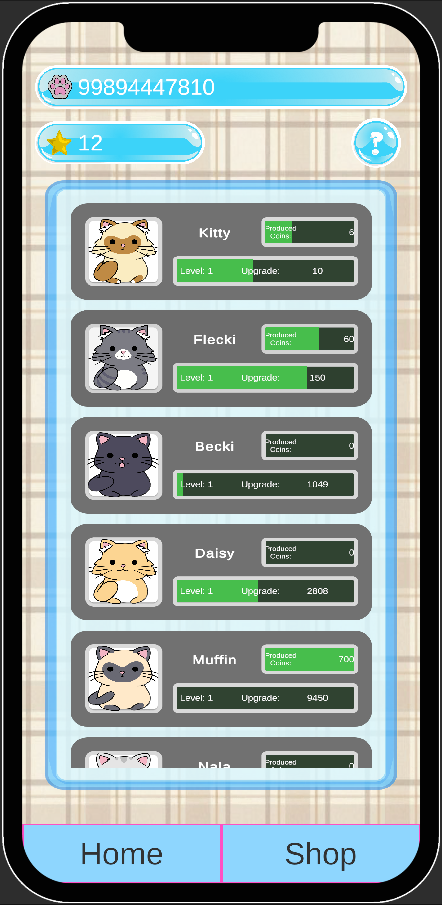 99894447810
12
?
Kitty
Produced
Coins: 6
Level: 1 Upgrade: 10
Flecki
Produced
Coins: 60
Level: 1 Upgrade: 150
Becki
Produced
Coins: 0
Level: 1 Upgrade: 1049
Daisy
Produced
Coins: 0
Level: 1 Upgrade: 2808
Muffin
Produced
Coins: 700
Level: 1 Upgrade: 9450
Nala
Produced
Coins: 0
Home Shop